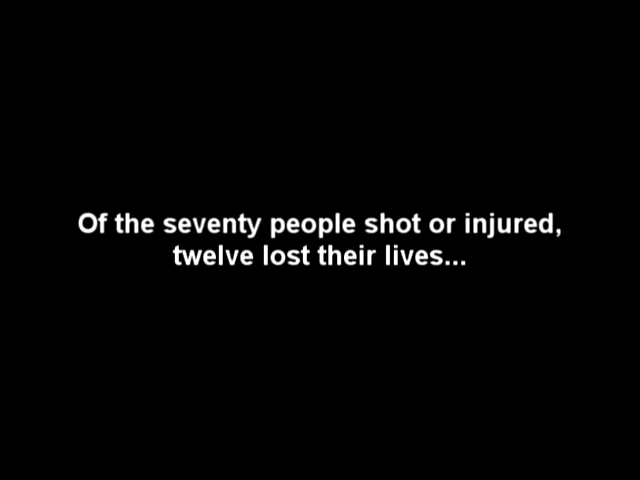 Of the seventy people shot or injured,
twelve lost their lives...